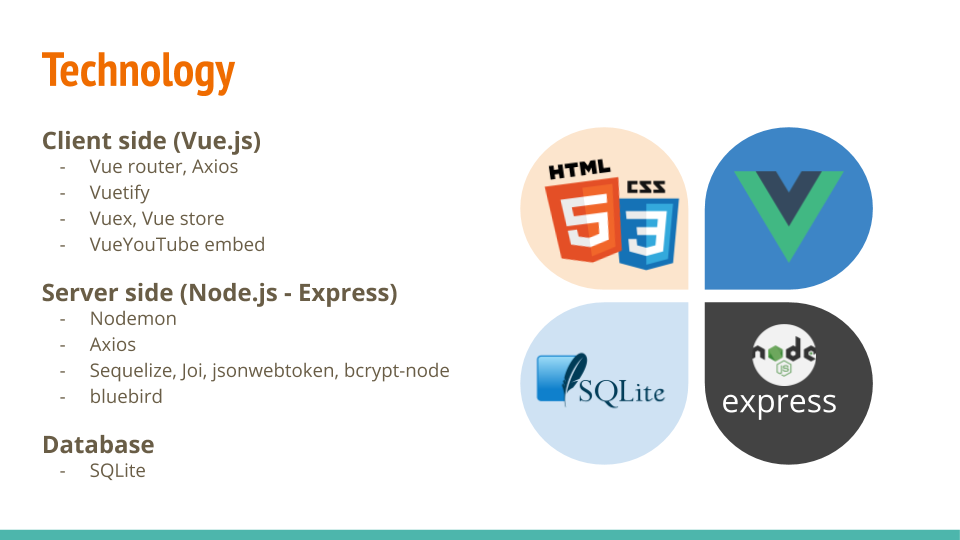 Technology
Client side (Vue.js)
- Vue router, Axios
- Vuetify
- Vuex, Vue store
- VueYouTube embed
Server side (Node.js - Express)
- Nodemon
- Axios
- Sequelize, Joi, jsonwebtoken, bcrypt-node
- bluebird
Database
- SQLite
HTML
5
CSS
3
SQLite
node
JS
express